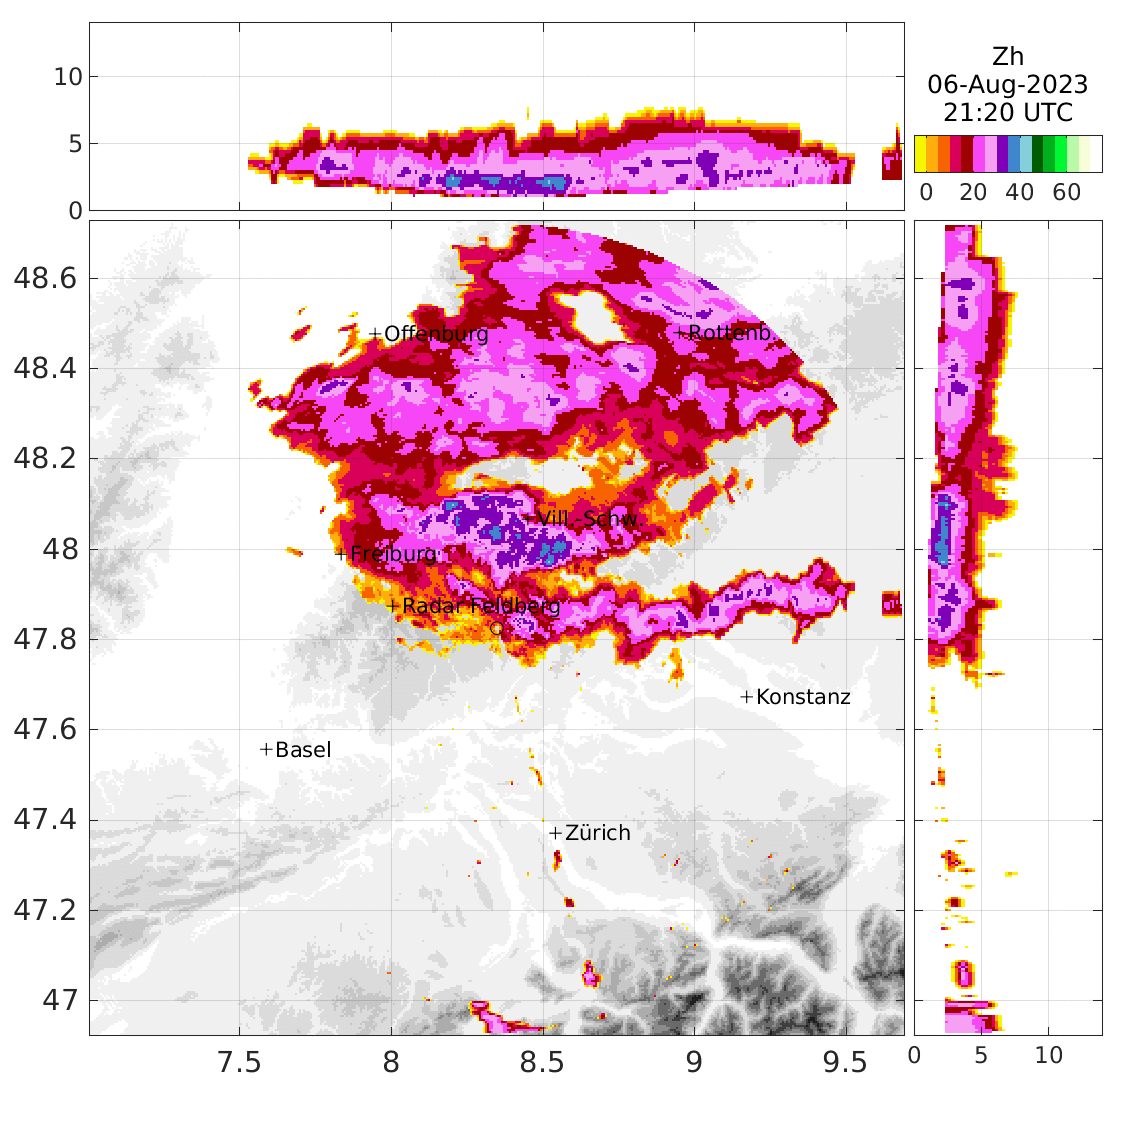 Zh
06-Aug-2023
21:20 UTC
0 20 40 60
10
5
0
48.6
48.4
48.2
48
47.8
47.6
47.4
47.2
47
Offenburg
Rottenb.
Vill.-Schw.
Freiburg
Radar Feldberg
Konstanz
Basel
Zürich
7.5 8 8.5 9 9.5
0 5 10